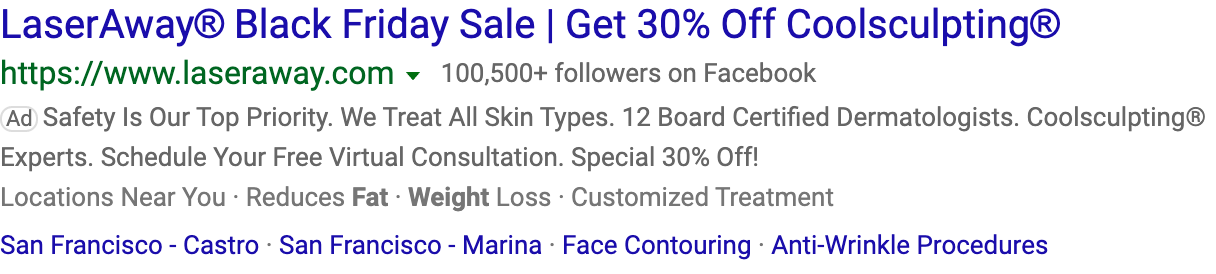 LaserAway® Black Friday Sale | Get 30% Off Coolsculpting®
https://www.laseraway.com 100,500+ followers on Facebook
Ad Safety Is Our Top Priority. We Treat All Skin Types. 12 Board Certified Dermatologists. Coolsculpting®
Experts. Schedule Your Free Virtual Consultation. Special 30% Off!
Locations Near You · Reduces Fat · Weight Loss · Customized Treatment
San Francisco - Castro · San Francisco - Marina · Face Contouring · Anti-Wrinkle Procedures